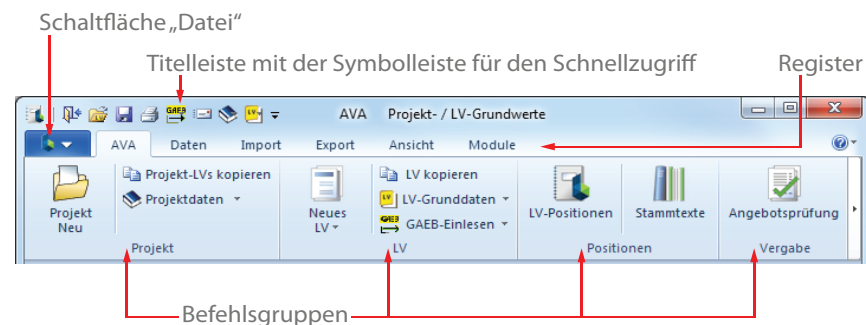 Schaltfläche „Datei“
Titelleiste mit der Symbolleiste für den Schnellzugriff
Register
GAEB
AVA Projekt- / LV-Grundwerte
AVA Daten Import Export Ansicht Module
Projekt-LVs kopieren
LV kopieren
Projektdaten
LV-Grunddaten
Projekt
Neu
Neues
LV
GAEB-Einlesen
LV-Positionen
Stammtexte
Angebotsprüfung
Projekt LV Positionen Vergabe
Befehlsgruppen